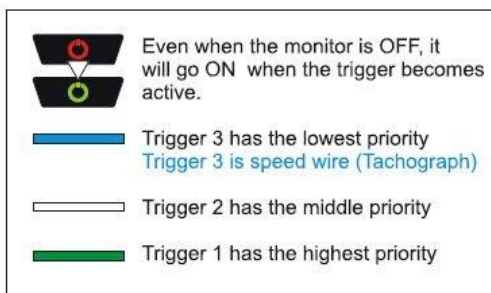 Even when the monitor is OFF, it
will go ON when the trigger becomes
active.
Trigger 3 has the lowest priority
Trigger 3 is speed wire (Tachograph)
Trigger 2 has the middle priority
Trigger 1 has the highest priority